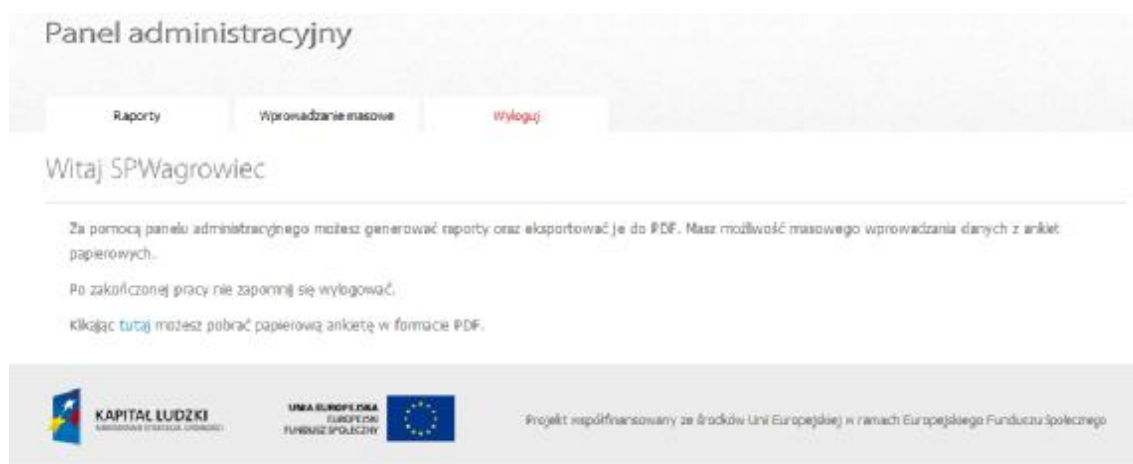 Panel administracyjny
Raporty Wprowadzanie masowe Wyloguj
Witaj SPWagrowiec
Za pomocą panelu administracyjnego możesz generować raporty oraz eksportować je do PDF. Masz możliwość masowego wprowadzania danych z ankiet
papierowych.
Po zakończonej pracy nie zapomnij się wylogować.
Klikając tutaj możesz pobrać papierową ankietę w formacie PDF.
KAPITAŁ LUDZKI
NARODOWA STRATEGIA SPÓJNOŚCI
UNIA EUROPEJSKA
EUROPEJSKI
FUNDUSZ SPOŁECZNY
Projekt współfinansowany ze środków Unii Europejskiej w ramach Europejskiego Funduszu Społecznego